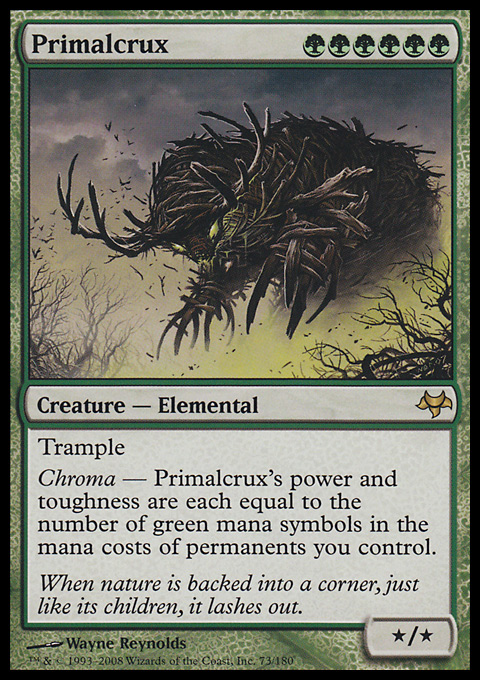 Primalcrux
Creature — Elemental
Trample
Chroma — Primalcrux's power and
toughness are each equal to the
number of green mana symbols in the
mana costs of permanents you control.
When nature is backed into a corner, just
like its children, it lashes out.
Wayne Reynolds
★/★
™ & © 1993–2008 Wizards of the Coast, Inc. 73/180